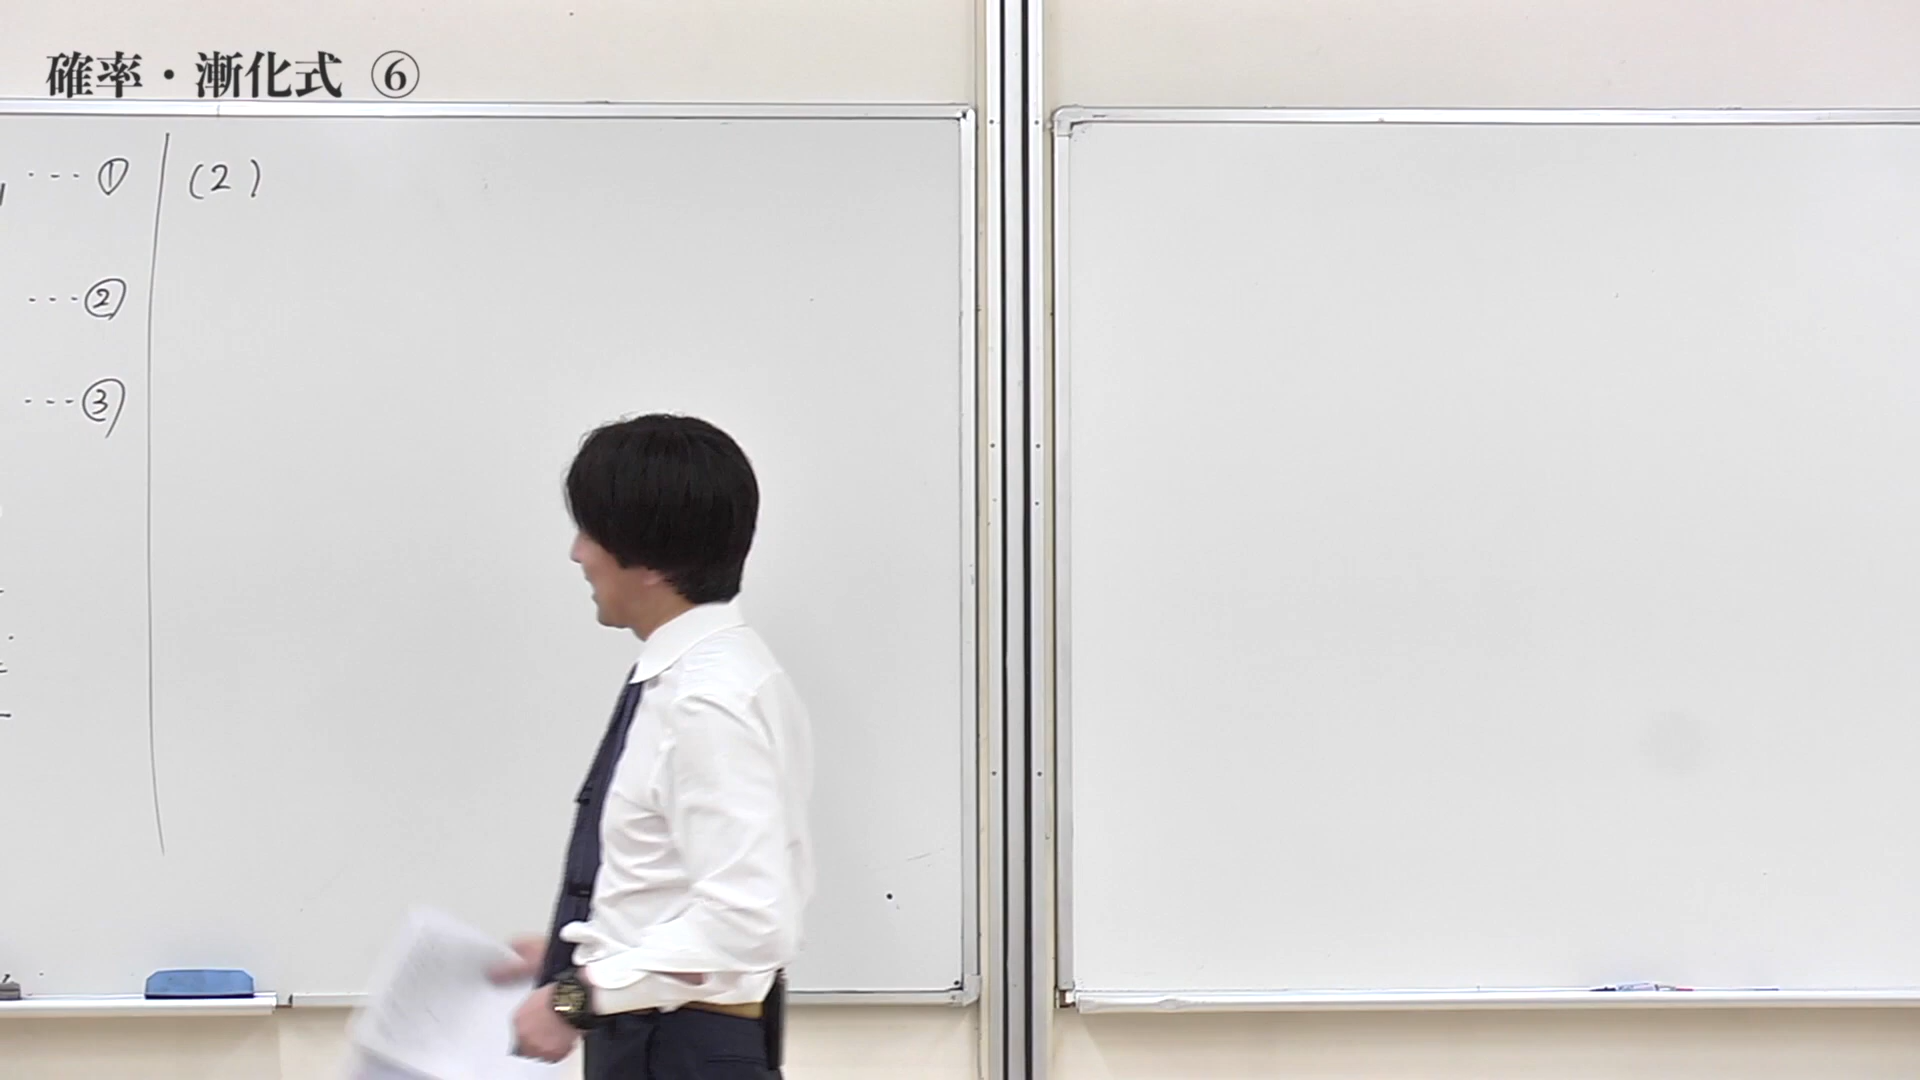 確率・漸化式 ⑥
--- ①
(2)
--- ②
--- ③